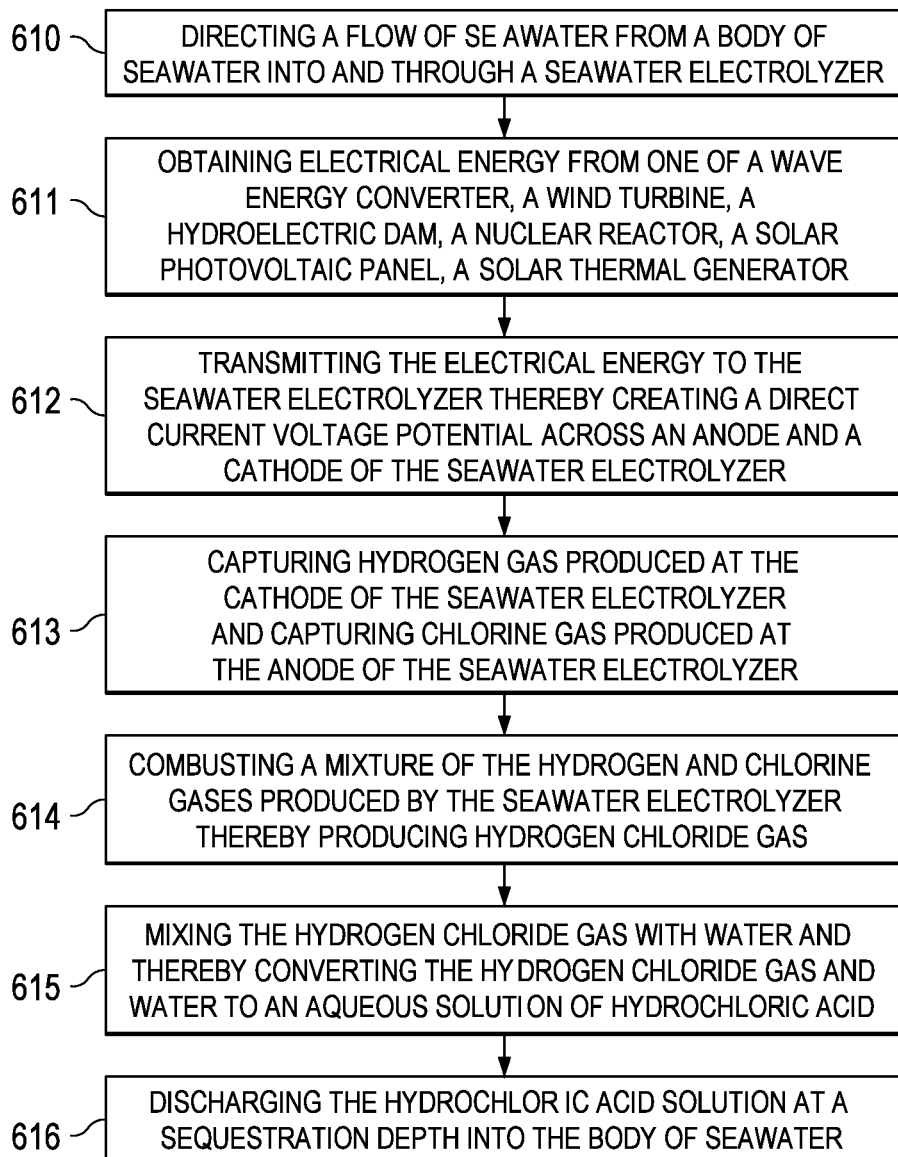 610
DIRECTING A FLOW OF SE AWATER FROM A BODY OF
SEAWATER INTO AND THROUGH A SEAWATER ELECTROLYZER
611
OBTAINING ELECTRICAL ENERGY FROM ONE OF A WAVE
ENERGY CONVERTER, A WIND TURBINE, A
HYDROELECTRIC DAM, A NUCLEAR REACTOR, A SOLAR
PHOTOVOLTAIC PANEL, A SOLAR THERMAL GENERATOR
612
TRANSMITTING THE ELECTRICAL ENERGY TO THE
SEAWATER ELECTROLYZER THEREBY CREATING A DIRECT
CURRENT VOLTAGE POTENTIAL ACROSS AN ANODE AND A
CATHODE OF THE SEAWATER ELECTROLYZER
613
CAPTURING HYDROGEN GAS PRODUCED AT THE
CATHODE OF THE SEAWATER ELECTROLYZER
AND CAPTURING CHLORINE GAS PRODUCED AT
THE ANODE OF THE SEAWATER ELECTROLYZER
614
COMBUSTING A MIXTURE OF THE HYDROGEN AND CHLORINE
GASES PRODUCED BY THE SEAWATER ELECTROLYZER
THEREBY PRODUCING HYDROGEN CHLORIDE GAS
615
MIXING THE HYDROGEN CHLORIDE GAS WITH WATER AND
THEREBY CONVERTING THE HYDROGEN CHLORIDE GAS AND
WATER TO AN AQUEOUS SOLUTION OF HYDROCHLORIC ACID
616
DISCHARGING THE HYDROCHLOR IC ACID SOLUTION AT A
SEQUESTRATION DEPTH INTO THE BODY OF SEAWATER